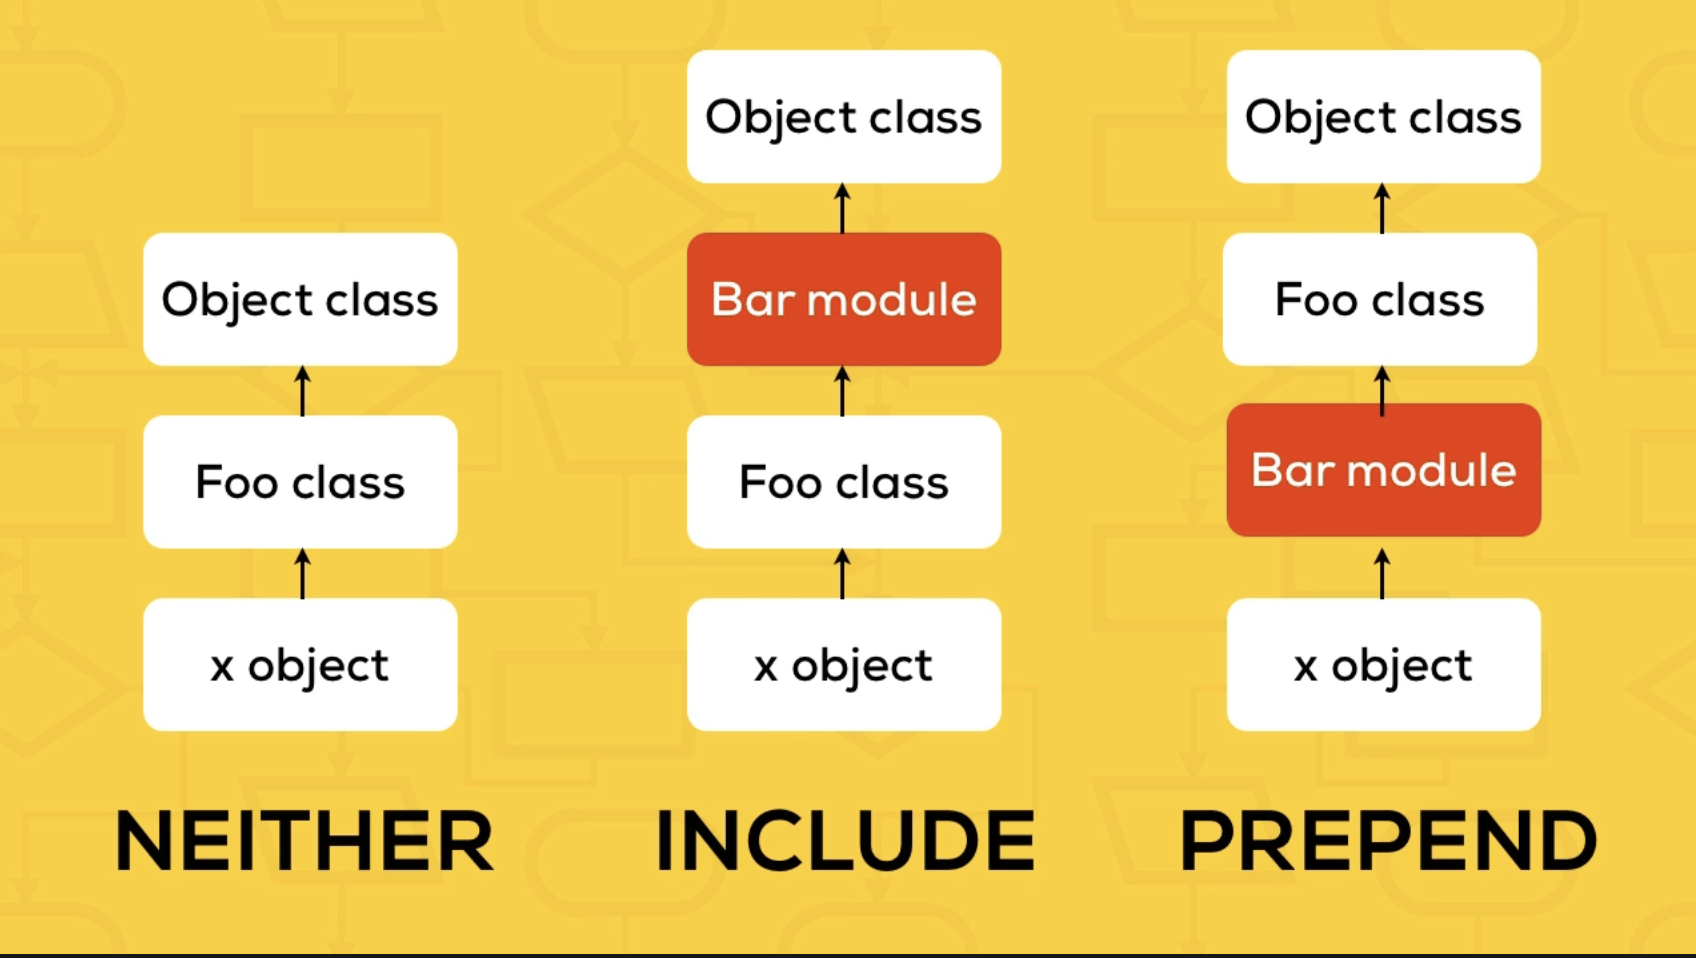 Object class
Foo class
x object
NEITHER
Object class
Bar module
Foo class
x object
INCLUDE
Object class
Foo class
Bar module
x object
PREPEND